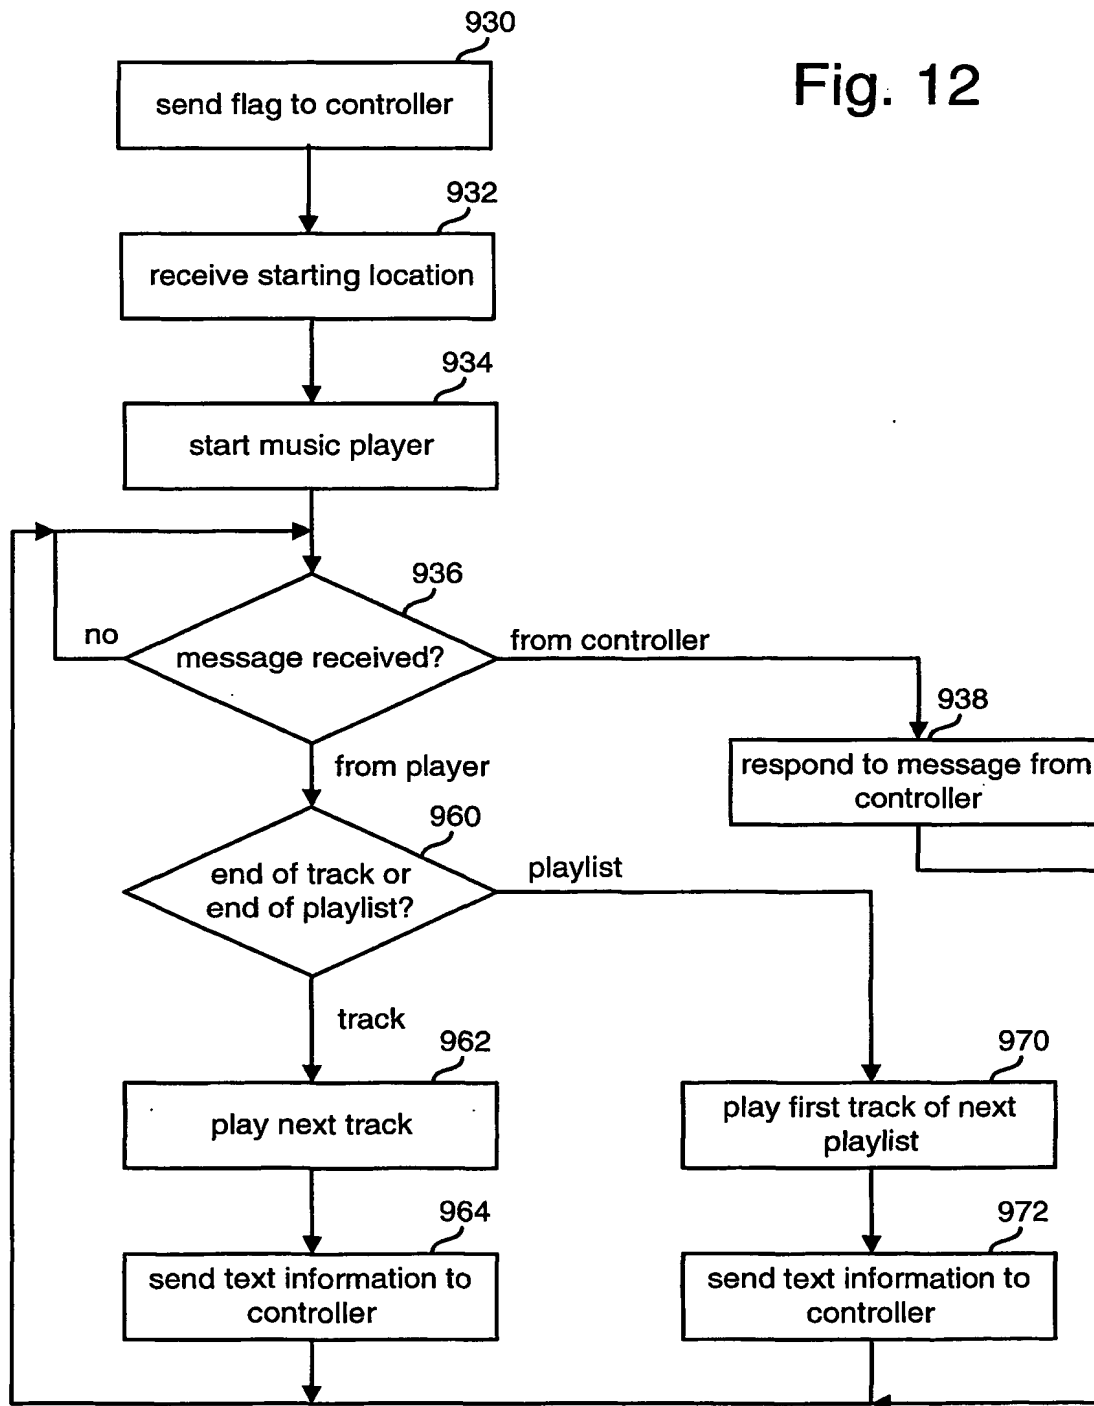 930
Fig. 12
send flag to controller
932
receive starting location
934
start music player
936
no
message received?
from controller
938
from player
respond to message from
controller
960
end of track or
end of playlist?
playlist
track
962
970
play next track
play first track of next
playlist
964
972
send text information to
controller
send text information to
controller